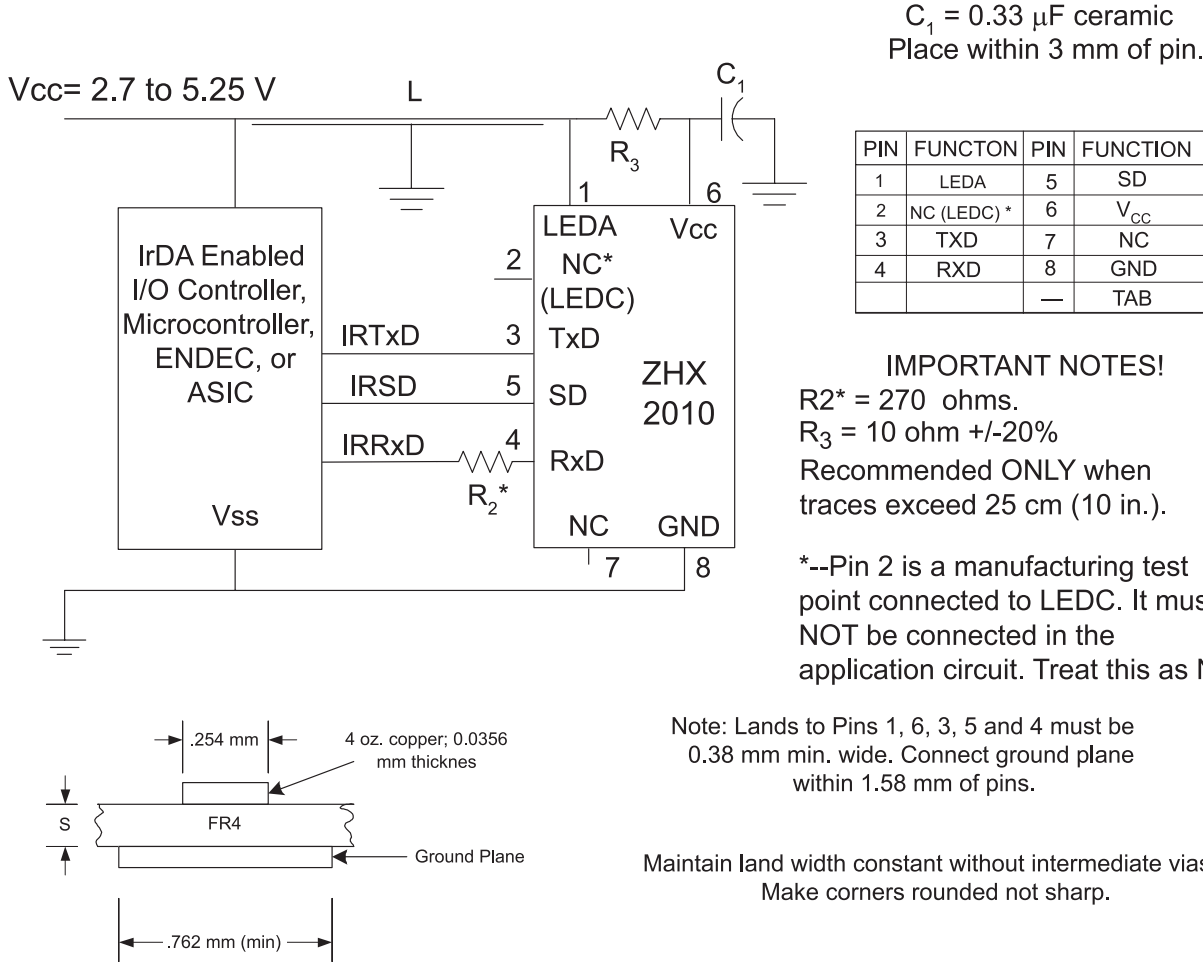 C1 = 0.33 μF ceramic
Place within 3 mm of pin.
Vcc= 2.7 to 5.25 V
L
C1
R3
1
6
LEDA
Vcc
2
NC*
(LEDC)
IrDA Enabled
I/O Controller,
Microcontroller,
ENDEC, or
ASIC
IRTxD
3
TxD
IRSD
5
SD
ZHX
2010
IRRxD
4
RxD
R2*
Vss
NC
GND
7
8
PIN FUNCTON PIN FUNCTION
1 LEDA 5 SD
2 NC (LEDC) * 6 VCC
3 TXD 7 NC
4 RXD 8 GND
— TAB
IMPORTANT NOTES!
R2* = 270 ohms.
R3 = 10 ohm +/-20%
Recommended ONLY when
traces exceed 25 cm (10 in.).
*--Pin 2 is a manufacturing test
point connected to LEDC. It
NOT be connected in the
application circuit. Treat this as
Note: Lands to Pins 1, 6, 3, 5 and 4 must be
0.38 mm min. wide. Connect ground plane
within 1.58 mm of pins.
Maintain land width constant without intermediate vias
Make corners rounded not sharp.
.254 mm
4 oz. copper; 0.0356
mm thicknes
S
FR4
Ground Plane
.762 mm (min)